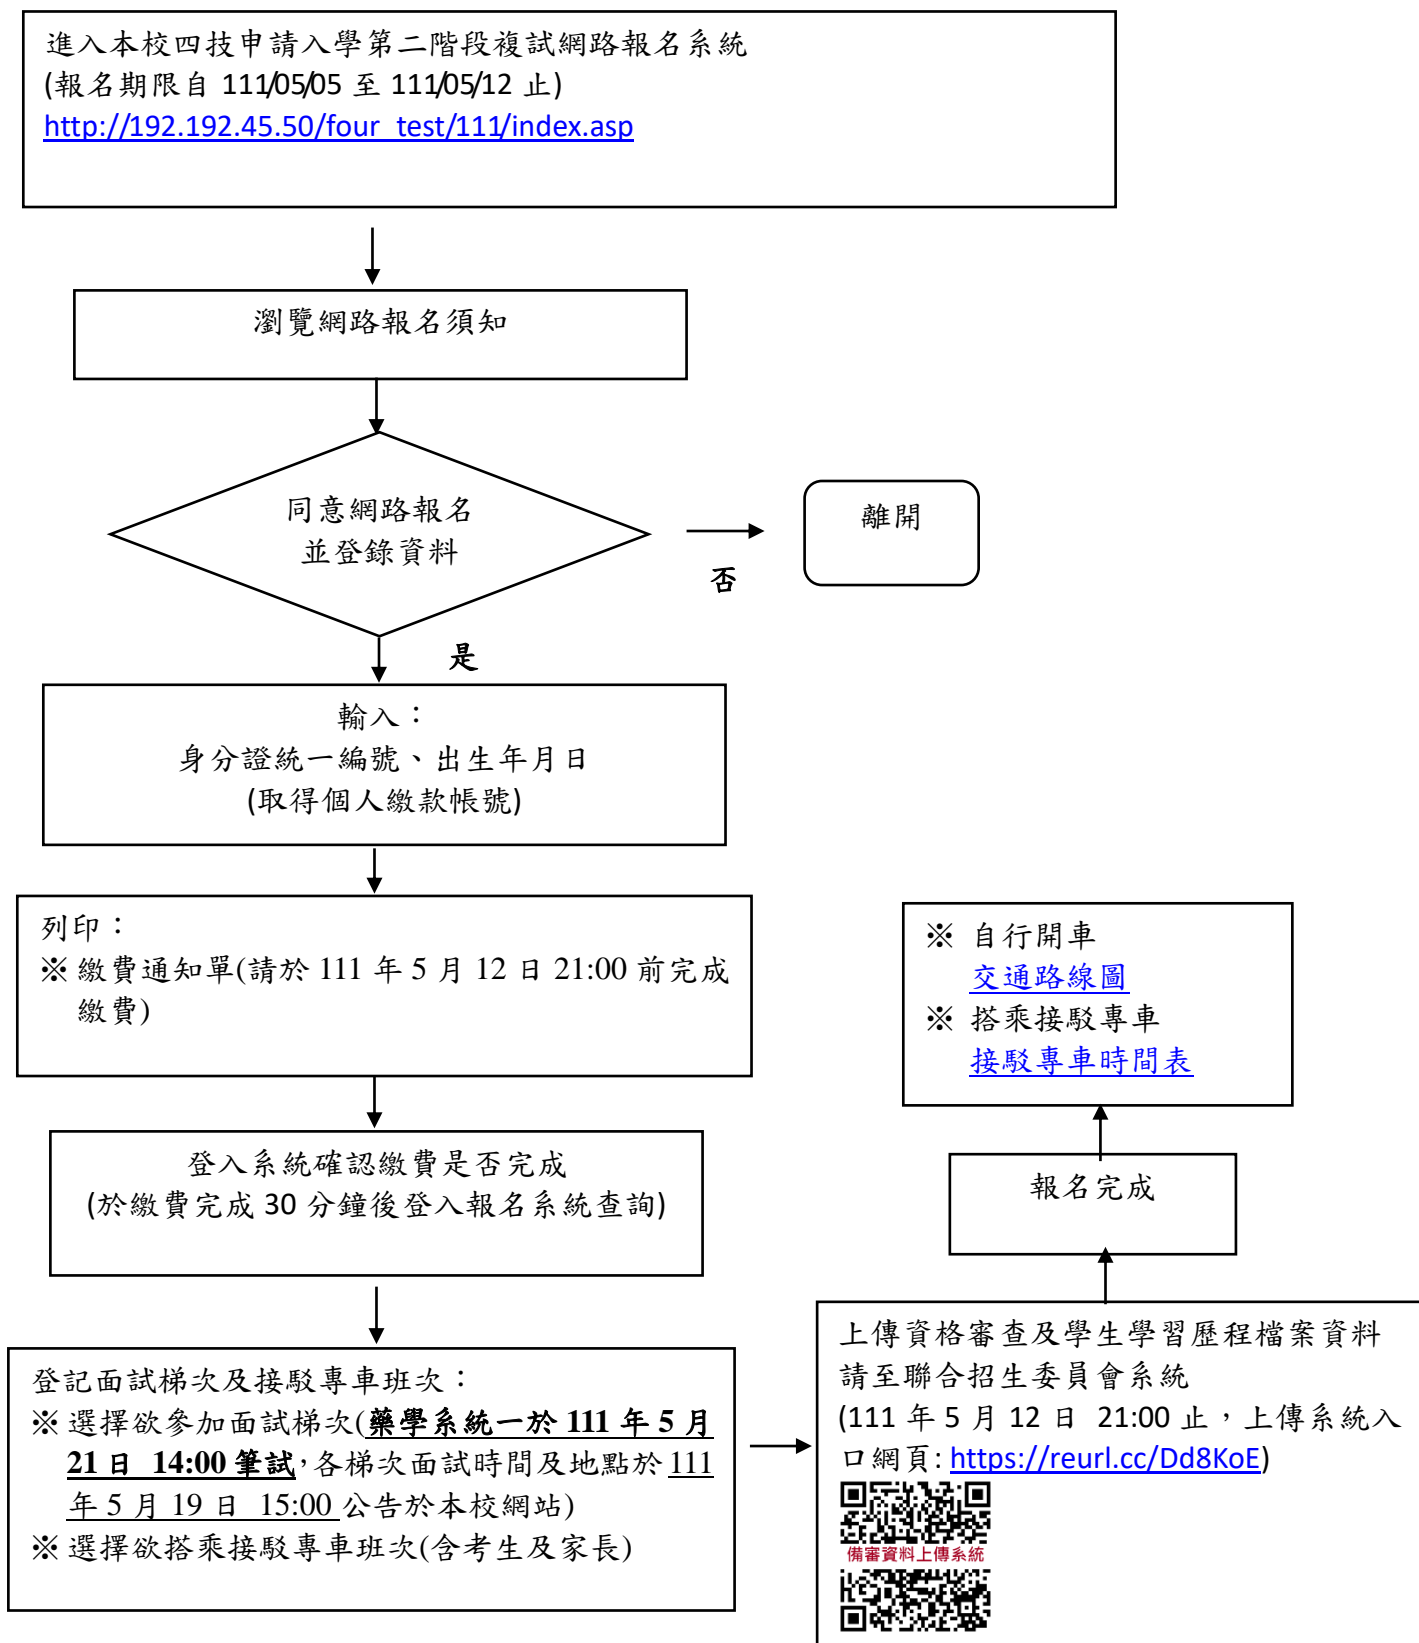 進入本校四技申請入學第二階段複試網路報名系統
(報名期限自 111/05/05 至 111/05/12 止)
http://192.192.45.50/four_test/111/index.asp
瀏覽網路報名須知
同意網路報名
並登錄資料
否
離開
是
輸入：
身分證統一編號、出生年月日
(取得個人繳款帳號)
列印：
※ 繳費通知單(請於 111 年 5 月 12 日 21:00 前完成
繳費)
登入系統確認繳費是否完成
(於繳費完成 30 分鐘後登入報名系統查詢)
登記面試梯次及接駁專車班次：
※ 選擇欲參加面試梯次(藥學系統一於 111 年 5 月
21 日 14:00 筆試，各梯次面試時間及地點於 111
年 5 月 19 日 15:00 公告於本校網站)
※ 選擇欲搭乘接駁專車班次(含考生及家長)
上傳資格審查及學生學習歷程檔案資料
請至聯合招生委員會系統
(111 年 5 月 12 日 21:00 止，上傳系統入
口網頁: https://reurl.cc/Dd8KoE)
備審資料上傳系統
報名完成
※ 自行開車
交通路線圖
※ 搭乘接駁專車
接駁專車時間表